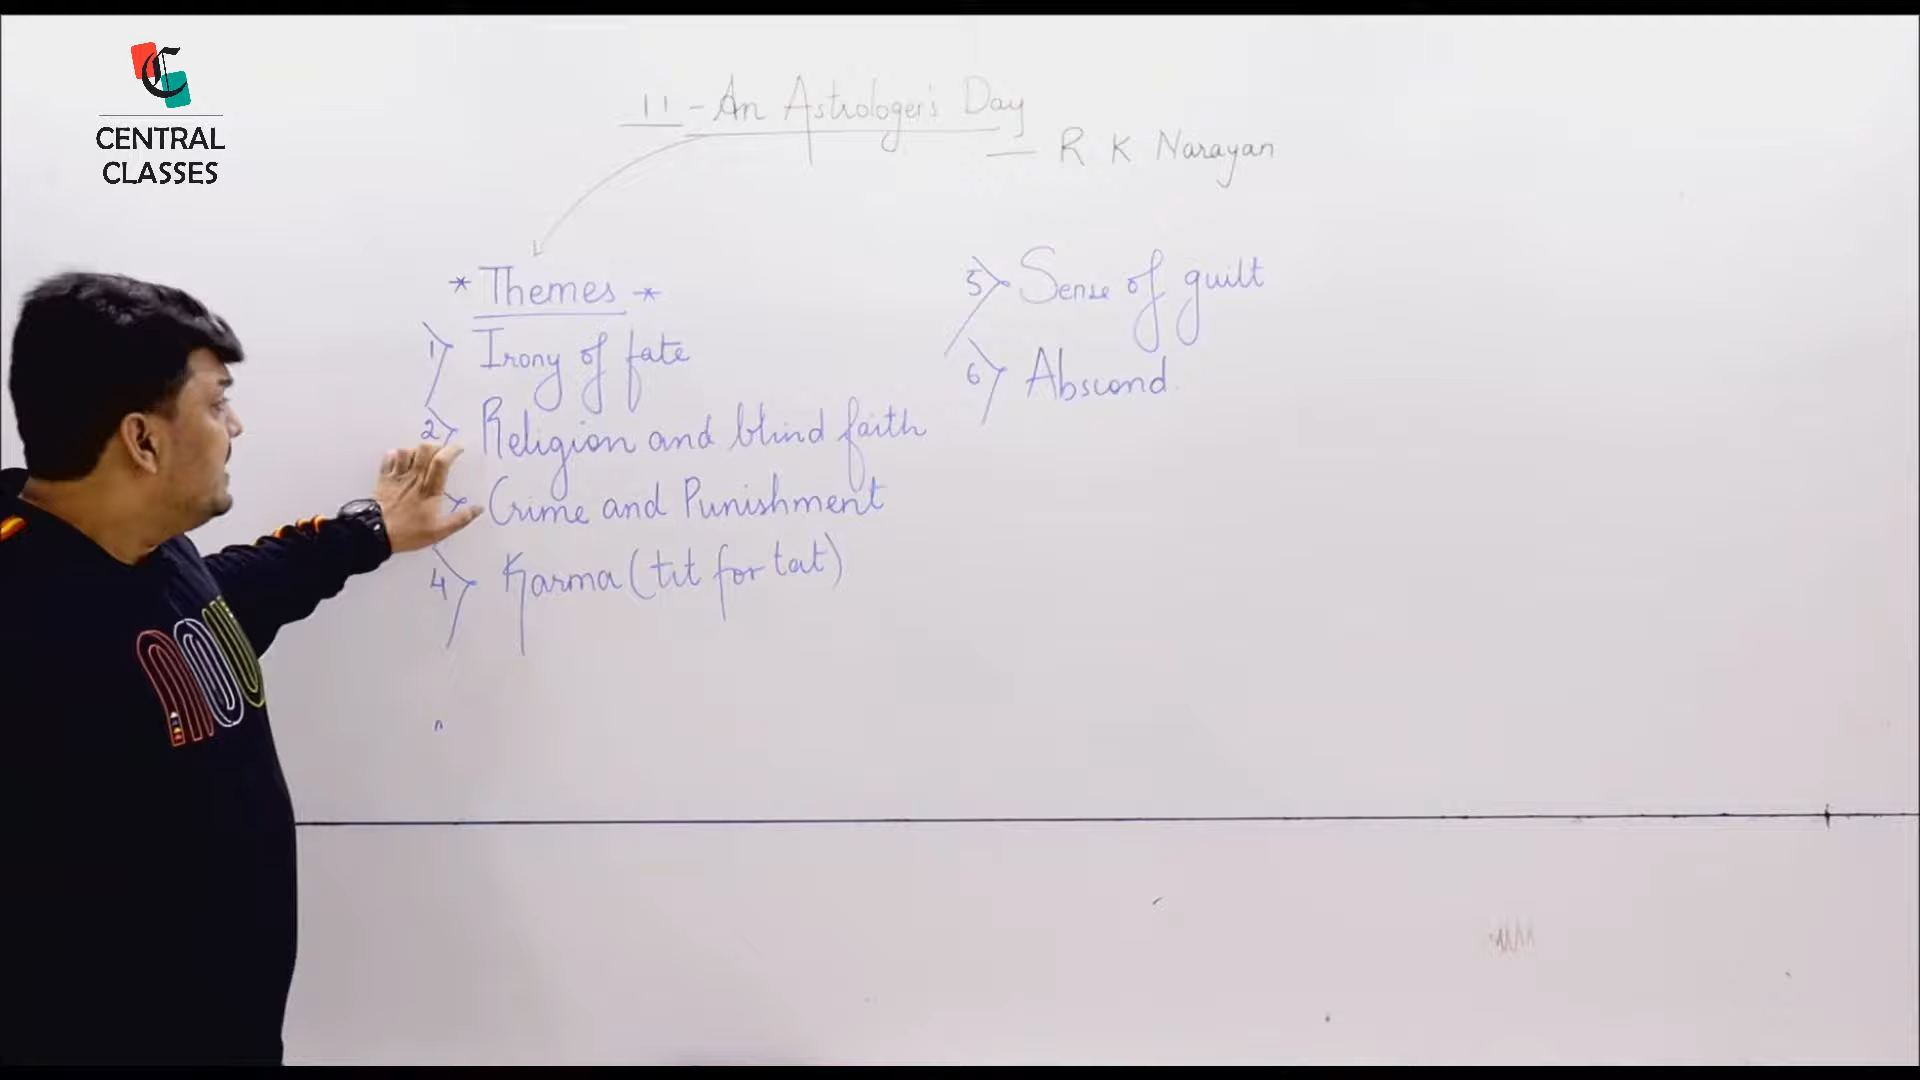 CENTRAL
CLASSES
11 - An Astrologer's Day
— R K Narayan
* Themes *
1> Irony of fate
2> Religion and blind faith
> Crime and Punishment
4> Karma (tit for tat)
5> Sense of guilt
6> Abscond.